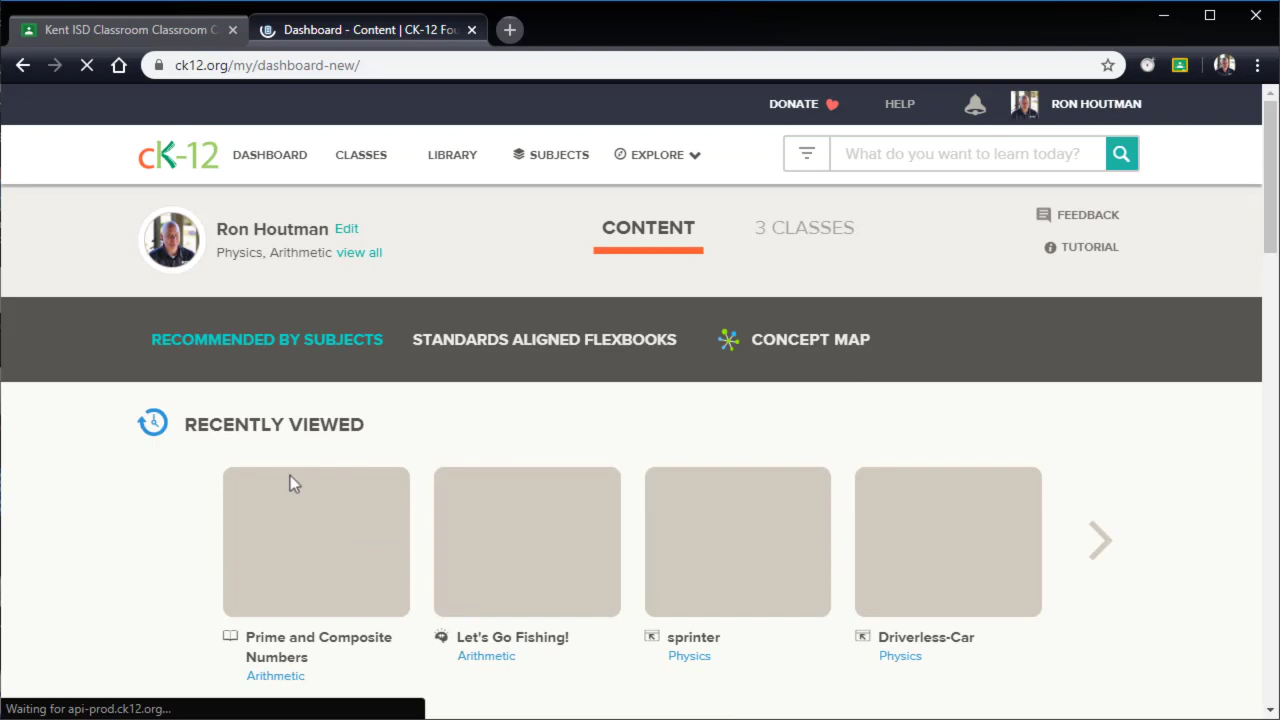 Kent ISD Classroom Classroom C
Dashboard - Content | CK-12 Fou
ck12.org/my/dashboard-new/
DONATE HELP RON HOUTMAN
cK-12 DASHBOARD CLASSES LIBRARY SUBJECTS EXPLORE What do you want to learn today?
Ron Houtman Edit
Physics, Arithmetic view all
CONTENT 3 CLASSES
FEEDBACK
TUTORIAL
RECOMMENDED BY SUBJECTS STANDARDS ALIGNED FLEXBOOKS CONCEPT MAP
RECENTLY VIEWED
Prime and Composite
Numbers
Arithmetic
Let's Go Fishing!
Arithmetic
sprinter
Physics
Driverless-Car
Physics
Waiting for api-prod.ck12.org...